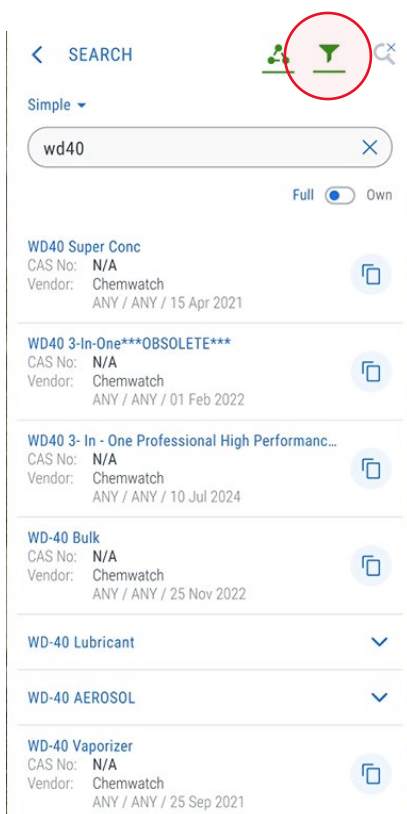 SEARCH
Simple
wd40
Full Own
WD40 Super Conc
CAS No: N/A
Vendor: Chemwatch
ANY / ANY / 15 Apr 2021
WD40 3-In-One***OBSOLETE***
CAS No: N/A
Vendor: Chemwatch
ANY / ANY / 01 Feb 2022
WD40 3- In - One Professional High Performanc...
CAS No: N/A
Vendor: Chemwatch
ANY / ANY / 10 Jul 2024
WD-40 Bulk
CAS No: N/A
Vendor: Chemwatch
ANY / ANY / 25 Nov 2022
WD-40 Lubricant
WD-40 AEROSOL
WD-40 Vaporizer
CAS No: N/A
Vendor: Chemwatch
ANY / ANY / 25 Sep 2021